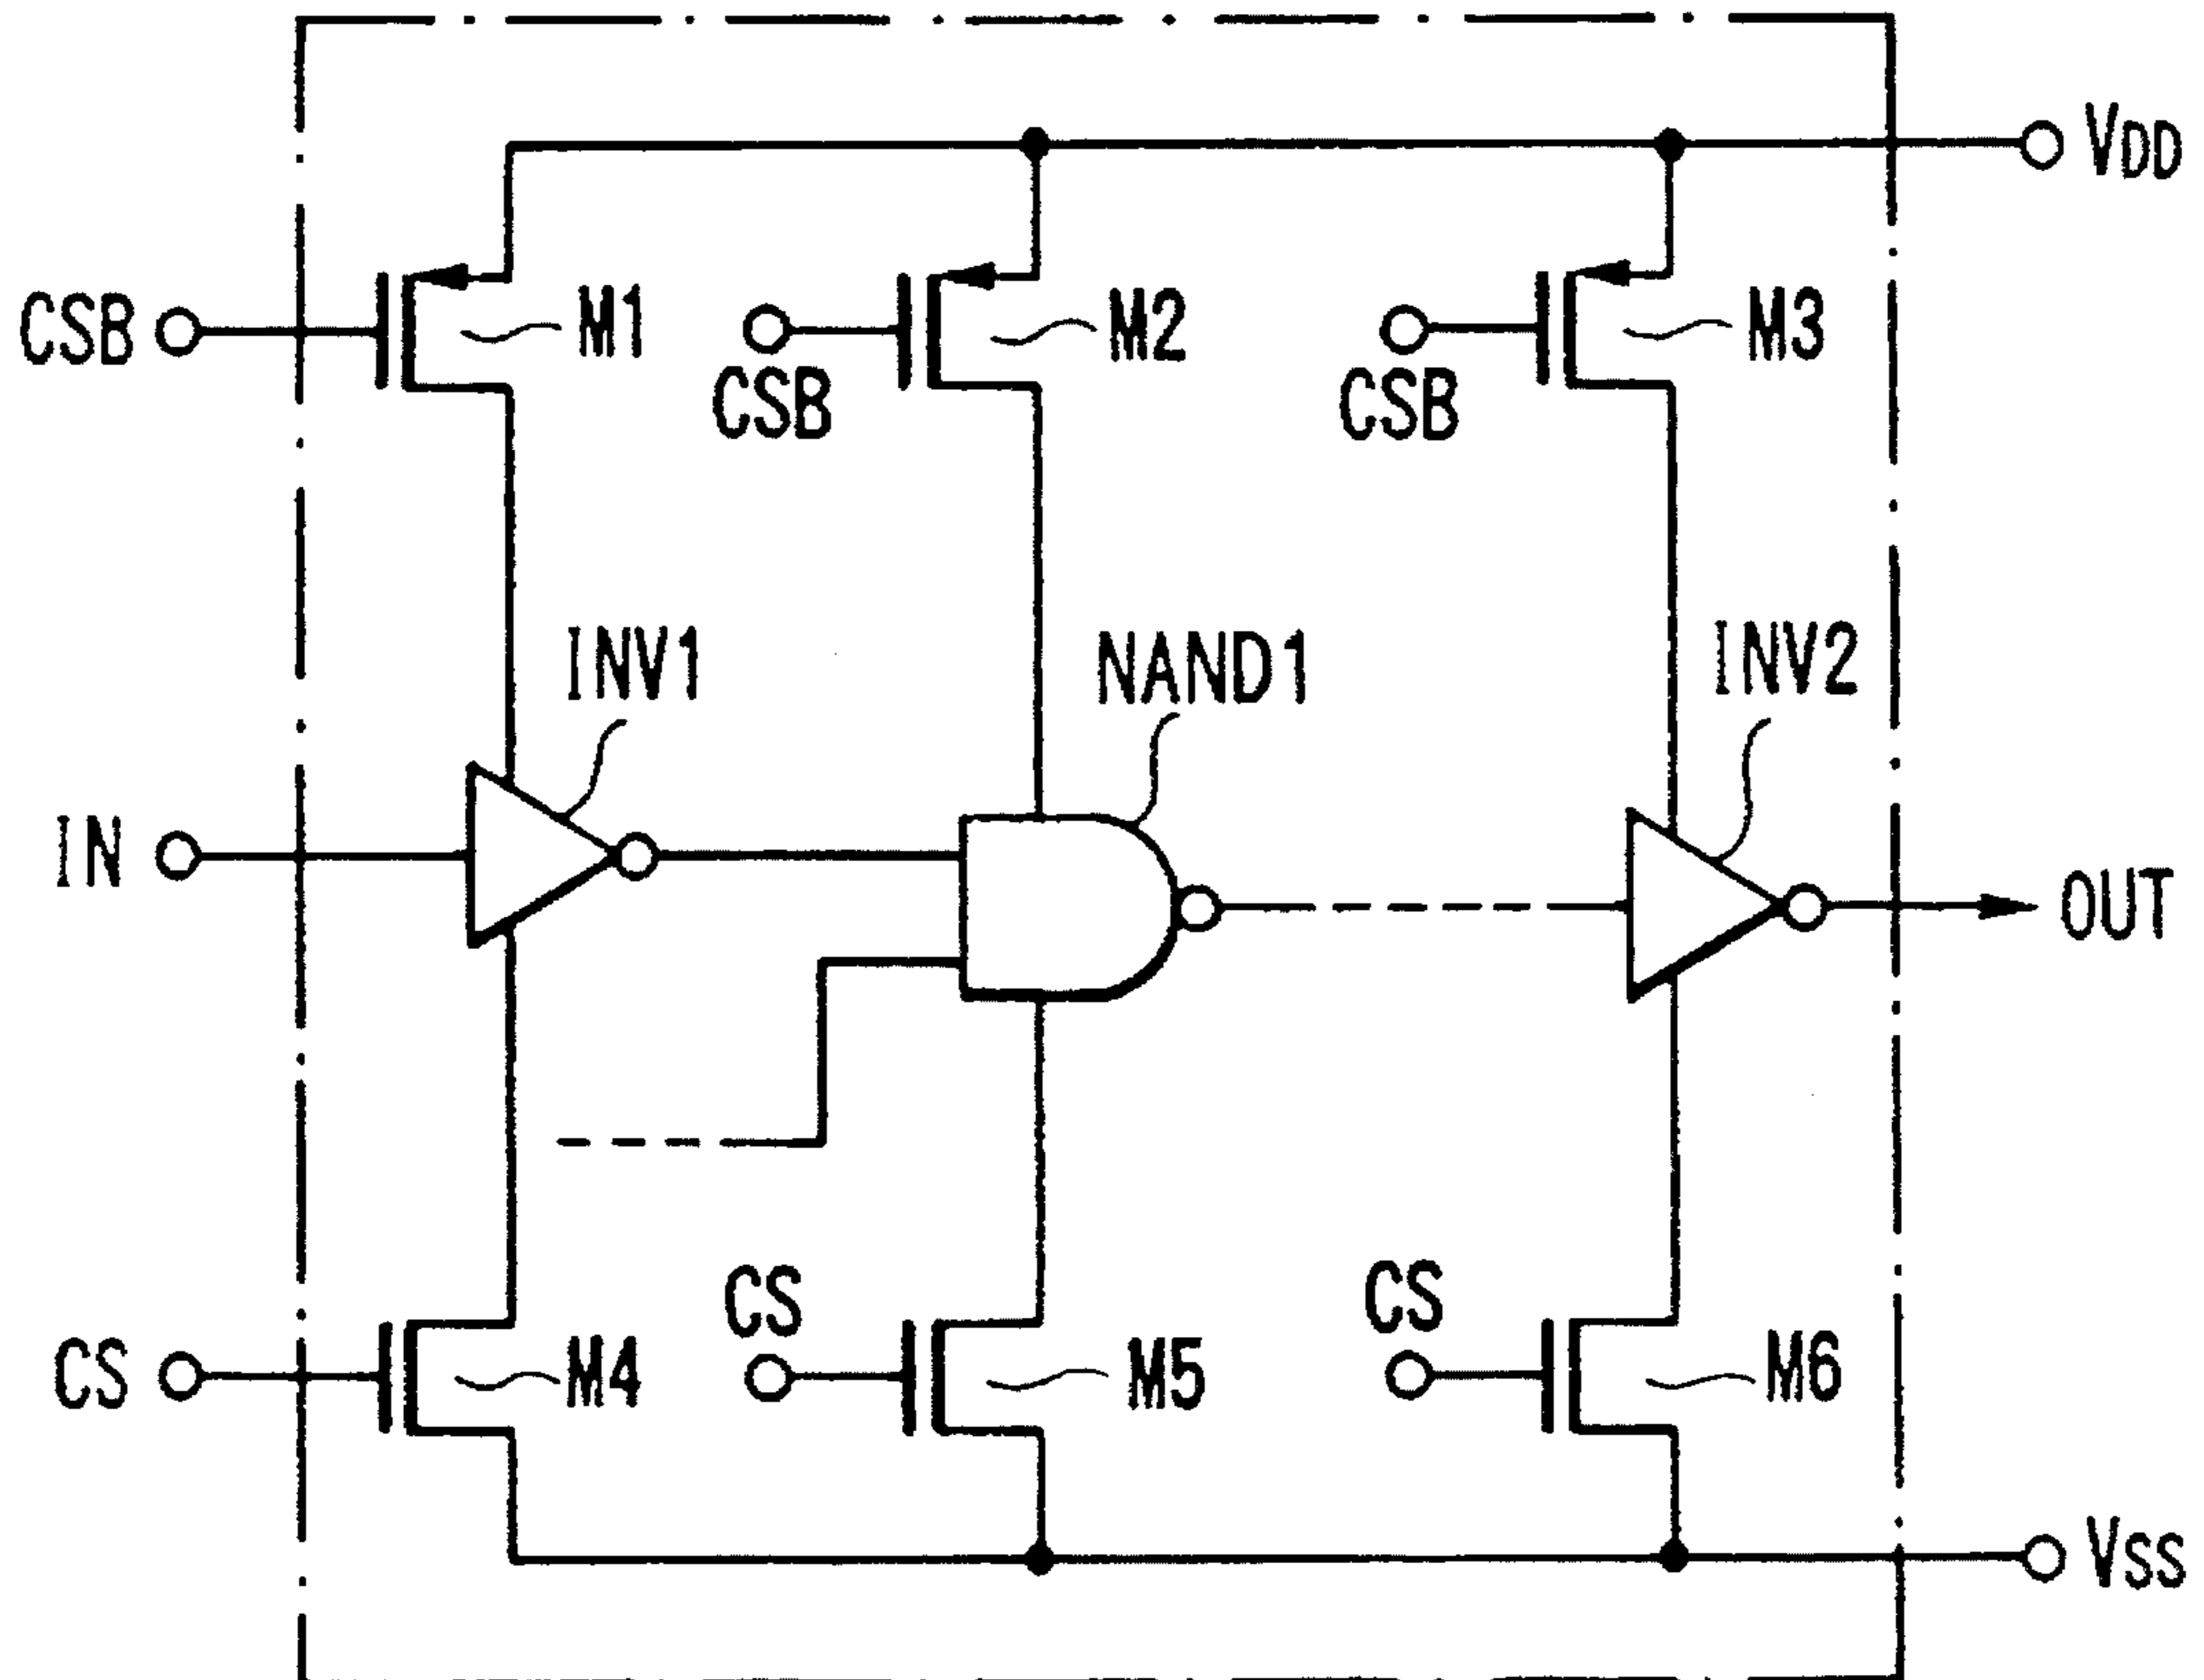 VDD
CSB
M1
M2
M3
CSB
CSB
INV1
NAND1
INV2
IN
OUT
CS
CS
CS
M4
M5
M6
VSS